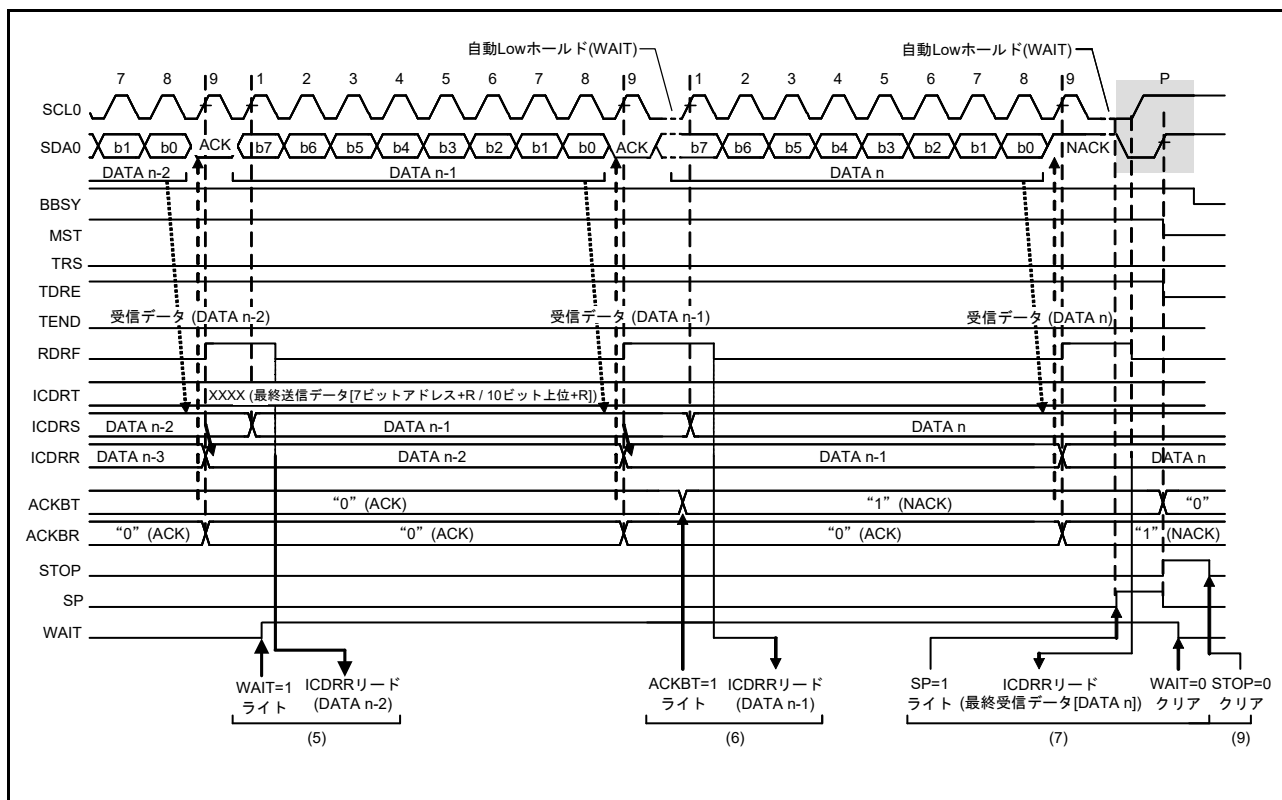 自動Lowホールド(WAIT) 自動Lowホールド(WAIT)
7 8 9 1 2 3 4 5 6 7 8 9 1 2 3 4 5 6 7 8 9 P
SCL0
SDA0 b1 b0 ACK b7 b6 b5 b4 b3 b2 b1 b0 ACK b7 b6 b5 b4 b3 b2 b1 b0 NACK
DATA n-2 DATA n-1 DATA n
BBSY
MST
TRS
TDRE
受信データ (DATA n-2) 受信データ (DATA n-1) 受信データ (DATA n)
TEND
RDRF
ICDRT XXXX (最終送信データ[7ビットアドレス+R / 10ビット上位+R])
ICDRS DATA n-2 DATA n-1 DATA n
ICDRR DATA n-3 DATA n-2 DATA n-1 DATA n
ACKBT “0” (ACK) “1” (NACK) “0”
ACKBR “0” (ACK) “0” (ACK) “0” (ACK) “1” (NACK)
STOP
SP
WAIT
WAIT=1 ICDRRリード ACKBT=1 ICDRRリード SP=1 ICDRRリード WAIT=0 STOP=0
ライト (DATA n-2) ライト (DATA n-1) ライト (最終受信データ[DATA n]) クリア クリア
(5) (6) (7) (9)